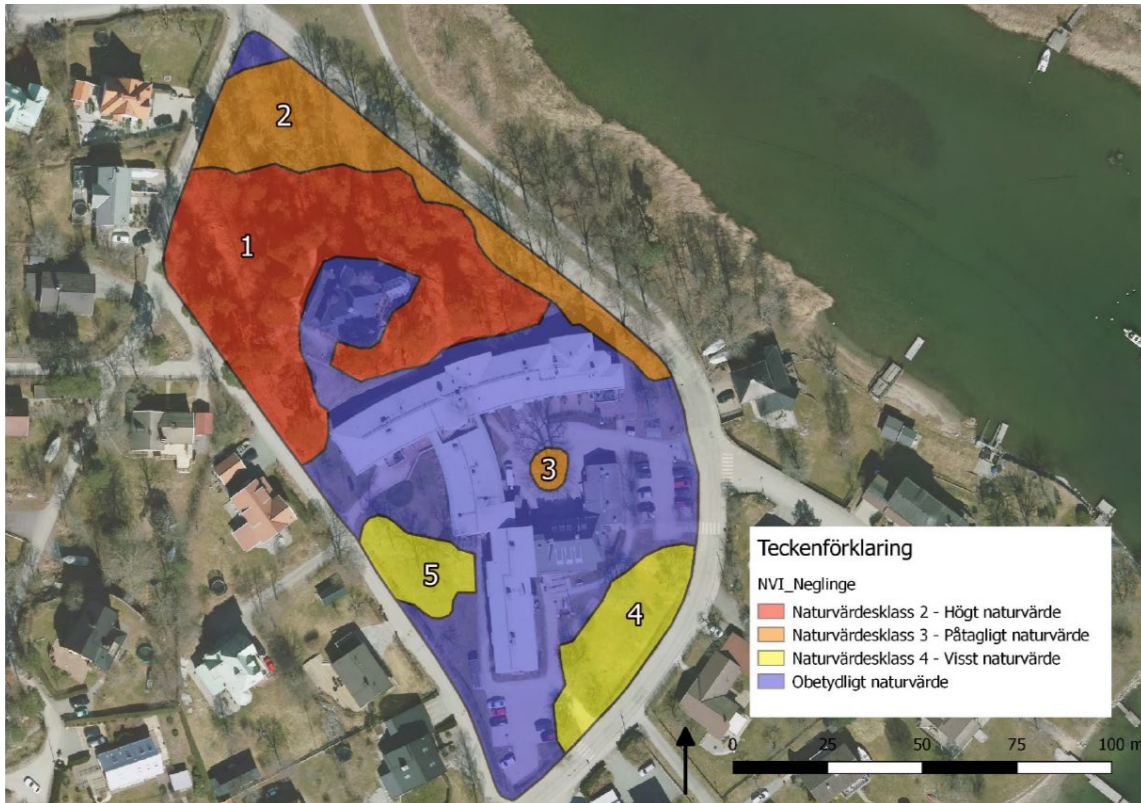 2
1
3
5
4
Teckenförklaring
NVI_Neglinge
Naturvärdesklass 2 - Högt naturvärde
Naturvärdesklass 3 - Påtagligt naturvärde
Naturvärdesklass 4 - Visst naturvärde
Obetydligt naturvärde
0 25 50 75 100 m